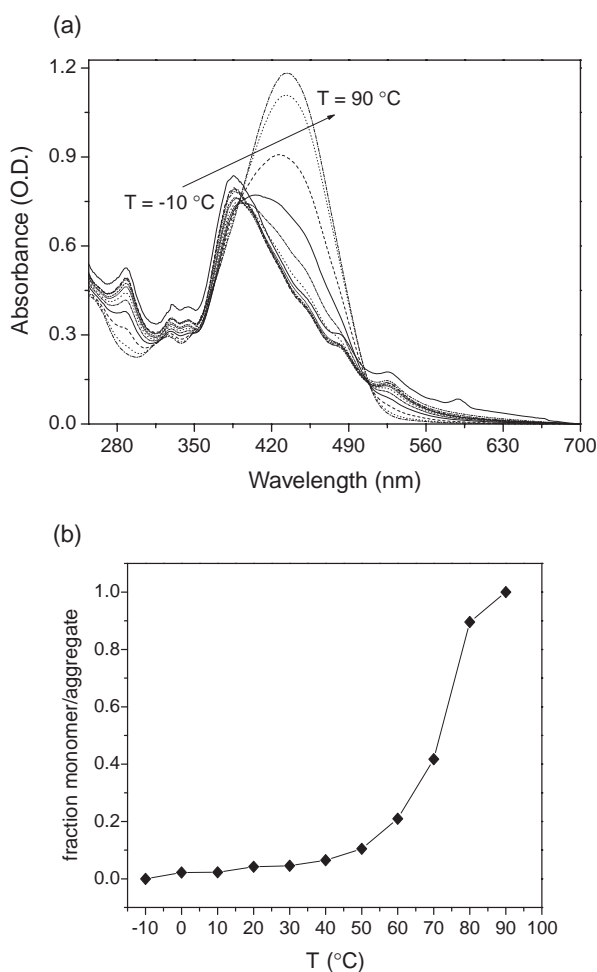 (a)
1.2
0.9
0.6
0.3
0.0
Absorbance (O.D.)
T = 90 °C
T = -10 °C
280 350 420 490 560 630 700
Wavelength (nm)
(b)
1.0
0.8
0.6
0.4
0.2
0.0
fraction monomer/aggregate
-10 0 10 20 30 40 50 60 70 80 90 100
T (°C)